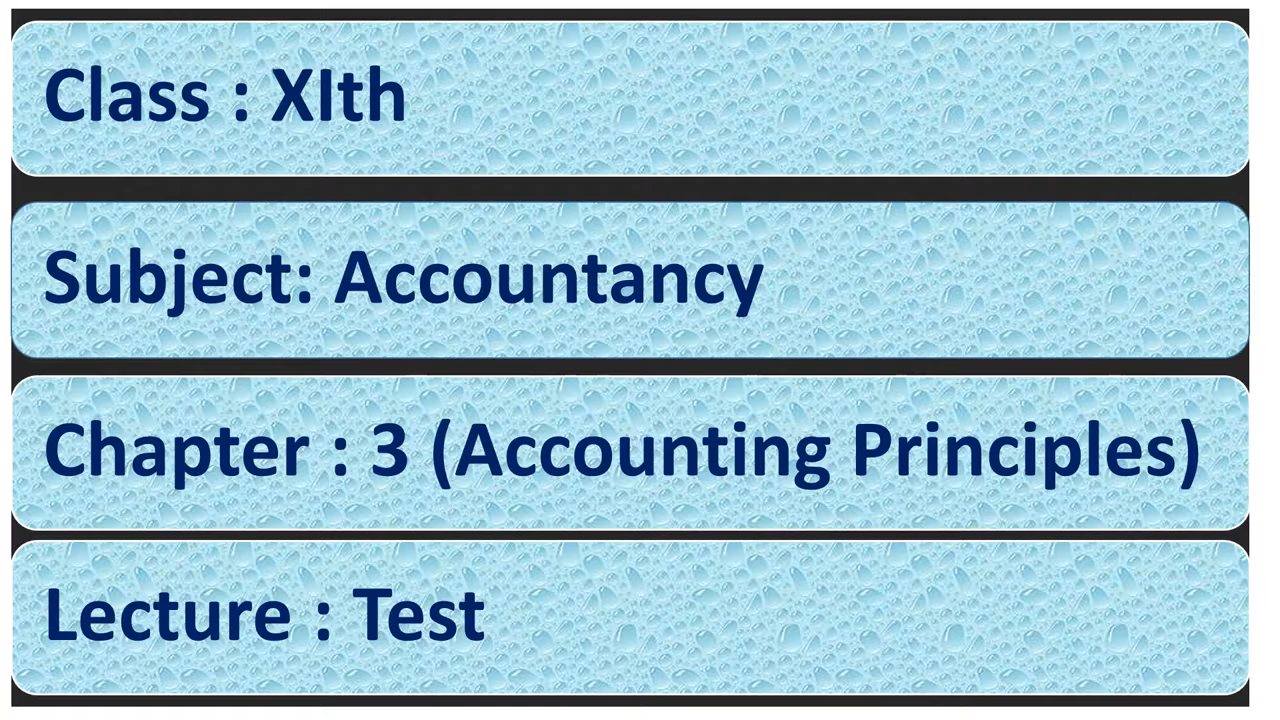 Class : XIth
Subject: Accountancy
Chapter : 3 (Accounting Principles)
Lecture : Test